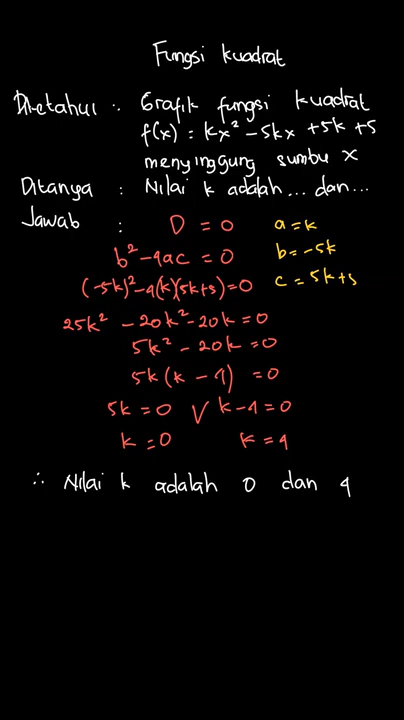 Fungsi kuadrat
Diketahui : Grafik fungsi kuadrat
f(x) = kx² - 5kx + 5k + 5
menyinggung sumbu x
Ditanya : Nilai k adalah ... dan ...
Jawab : D = 0 a = k
b² - 4ac = 0 b = -5k
(-5k)² - 4(k)(5k+5) = 0 c = 5k+5
25k² - 20k² - 20k = 0
5k² - 20k = 0
5k(k - 4) = 0
5k = 0 V k - 4 = 0
k = 0 k = 4
∴ Nilai k adalah 0 dan 4